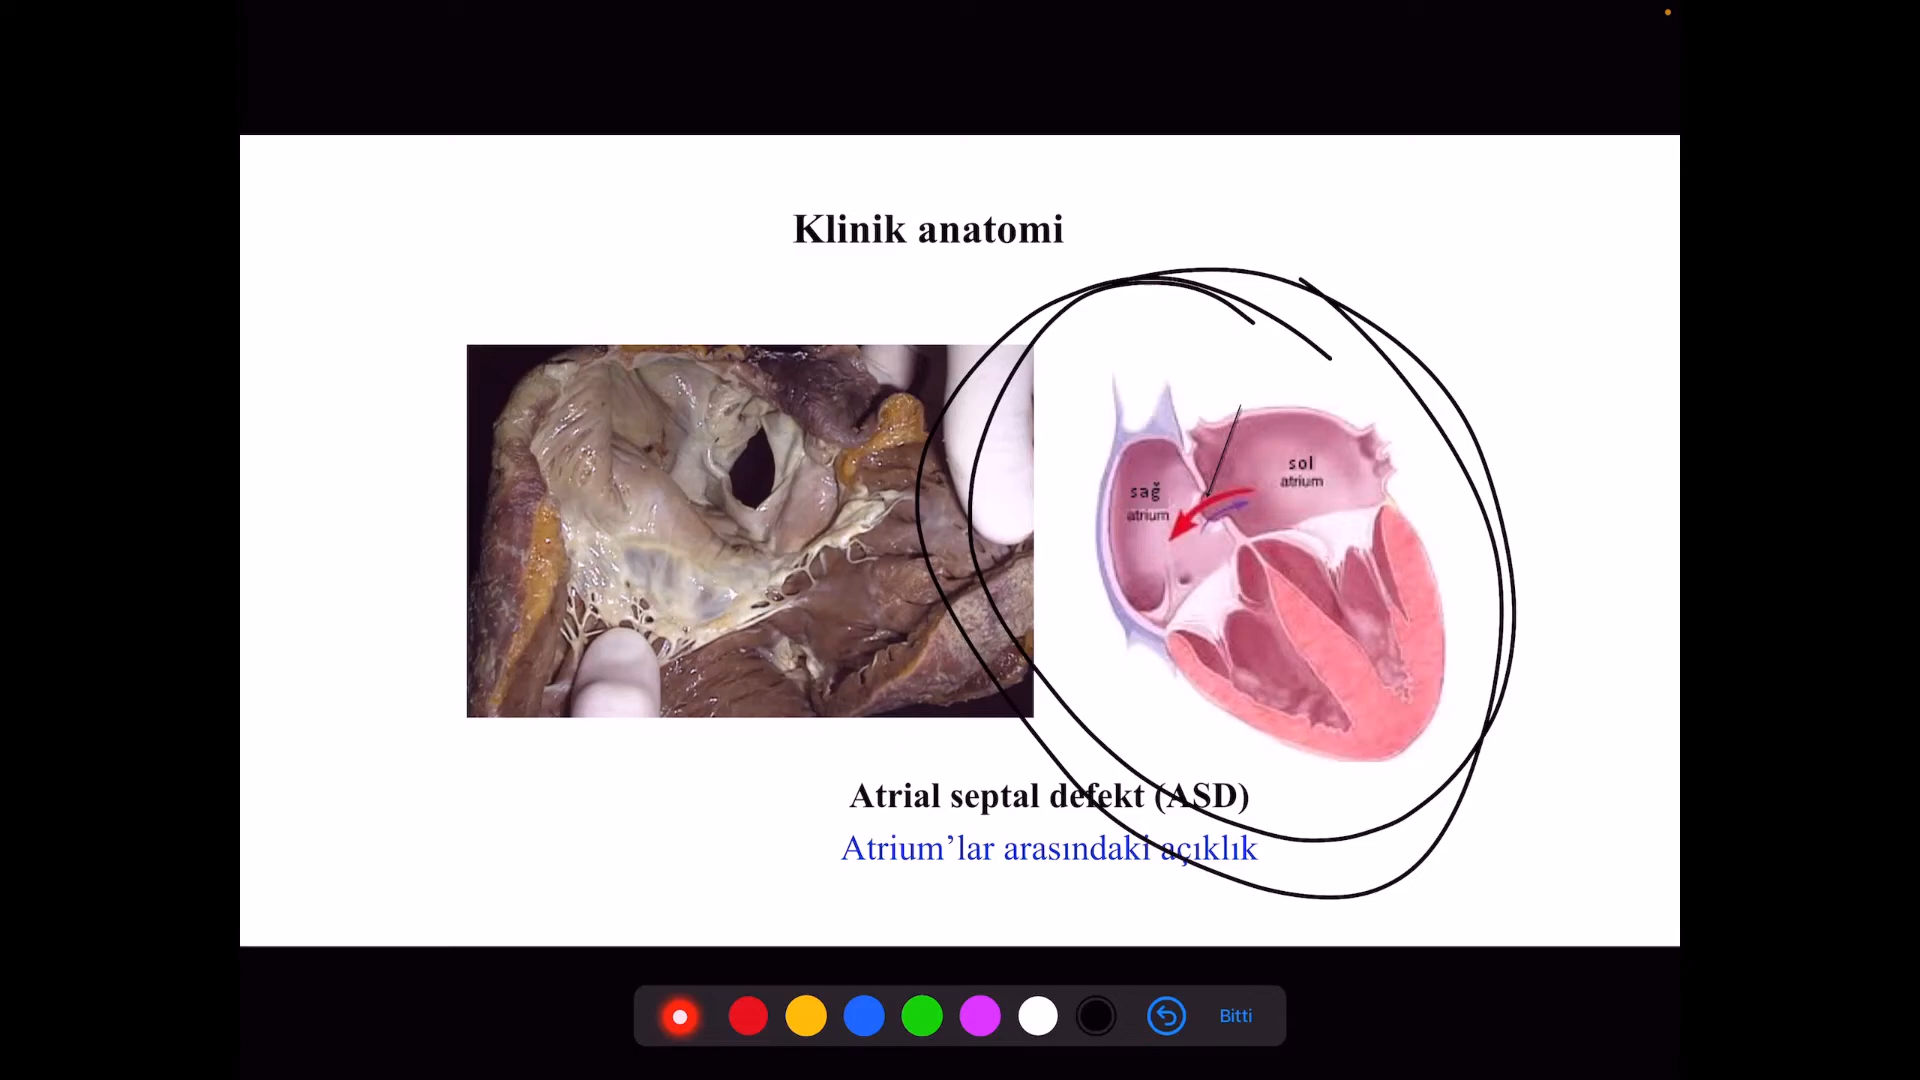 Klinik anatomi
sağ
atrium
sol
atrium
Atrial septal defekt (ASD)
Atrium’lar arasındaki açıklık
Bitti